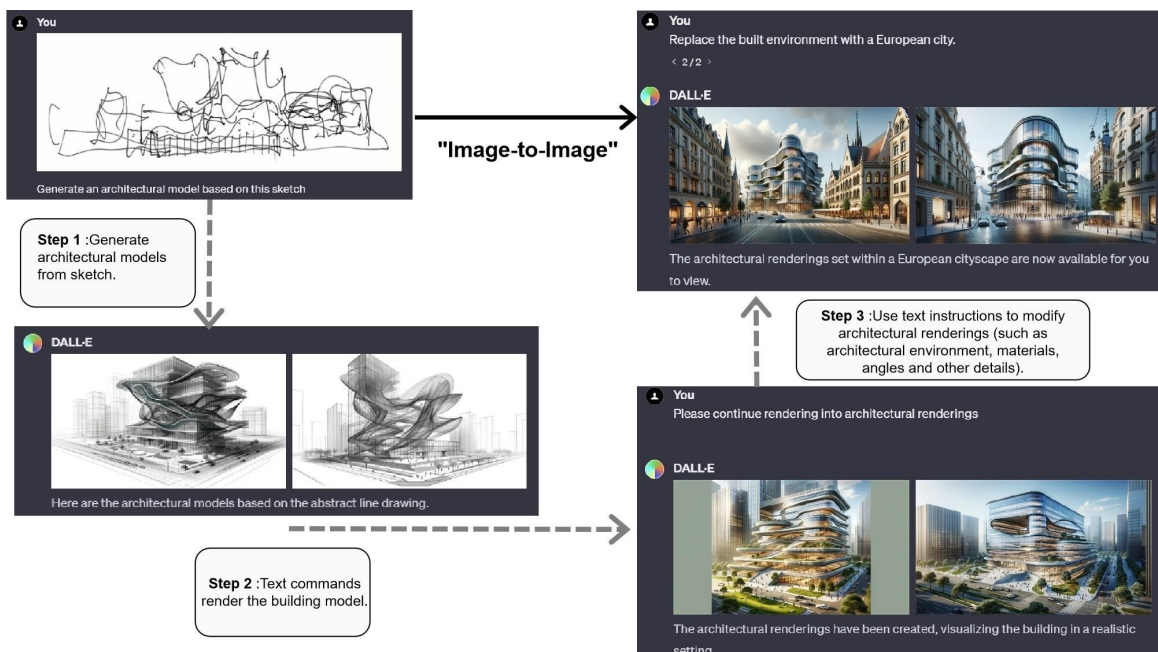 You
Generate an architectural model based on this sketch
"Image-to-Image"
You
Replace the built environment with a European city.
< 2/2 >
DALL·E
The architectural renderings set within a European cityscape are now available for you
to view.
Step 1 :Generate
architectural models
from sketch.
DALL·E
Here are the architectural models based on the abstract line drawing.
Step 2 :Text commands
render the building model.
Step 3 :Use text instructions to modify
architectural renderings (such as
architectural environment, materials,
angles and other details).
You
Please continue rendering into architectural renderings
DALL·E
The architectural renderings have been created, visualizing the building in a realistic
setting